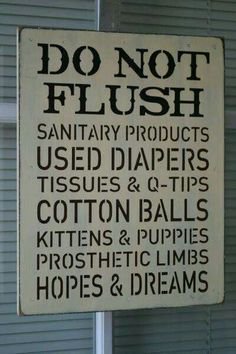 DO NOT
FLUSH
SANITARY PRODUCTS
USED DIAPERS
TISSUES & Q-TIPS
COTTON BALLS
KITTENS & PUPPIES
PROSTHETIC LIMBS
HOPES & DREAMS